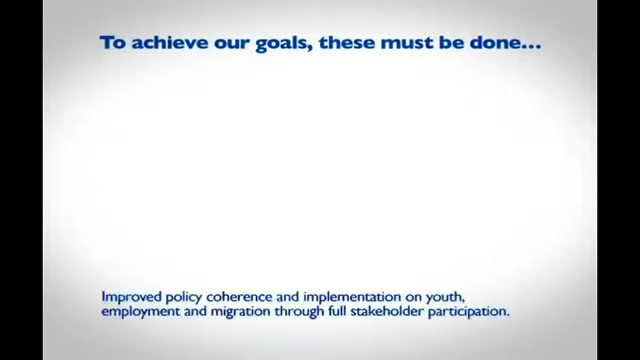 To achieve our goals, these must be done...
Improved policy coherence and implementation on youth,
employment and migration through full stakeholder participation.